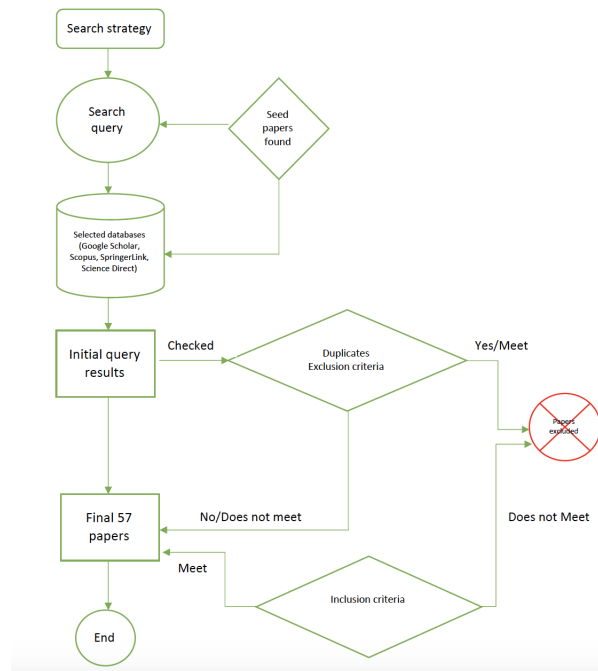 Search strategy
Search
query
Seed
papers
found
Selected databases
(Google Scholar,
Scopus, SpringerLink,
Science Direct)
Initial query
results
Checked
Duplicates
Exclusion criteria
Yes/Meet
Papers
excluded
Final 57
papers
No/Does not meet
Does not Meet
Meet
Inclusion criteria
End